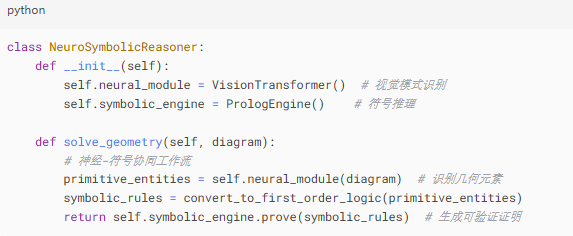 python
class NeuroSymbolicReasoner:
    def __init__(self):
        self.neural_module = VisionTransformer()  # 视觉模式识别
        self.symbolic_engine = PrologEngine()    # 符号推理
    def solve_geometry(self, diagram):
        # 神经-符号协同工作流
        primitive_entities = self.neural_module(diagram)  # 识别几何元素
        symbolic_rules = convert_to_first_order_logic(primitive_entities)
        return self.symbolic_engine.prove(symbolic_rules)  # 生成可验证证明